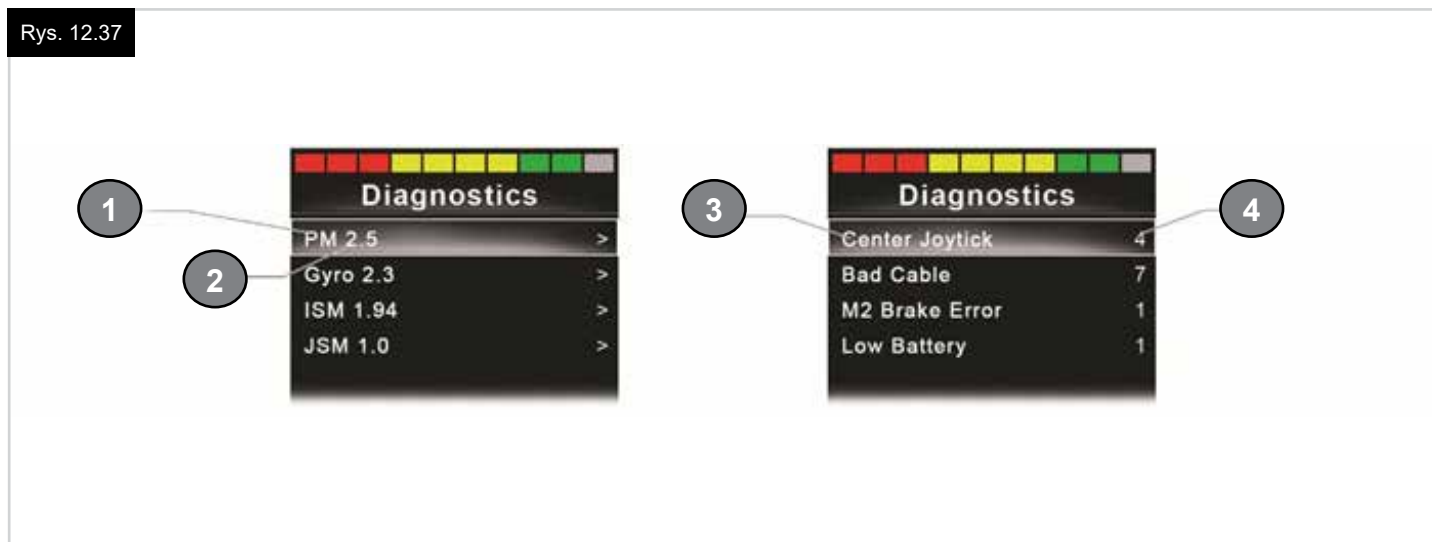 Rys. 12.37
Diagnostics
1
PM 2.5 >
2
Gyro 2.3 >
ISM 1.94 >
JSM 1.0 >
Diagnostics
3
4
Center Joytick 4
Bad Cable 7
M2 Brake Error 1
Low Battery 1